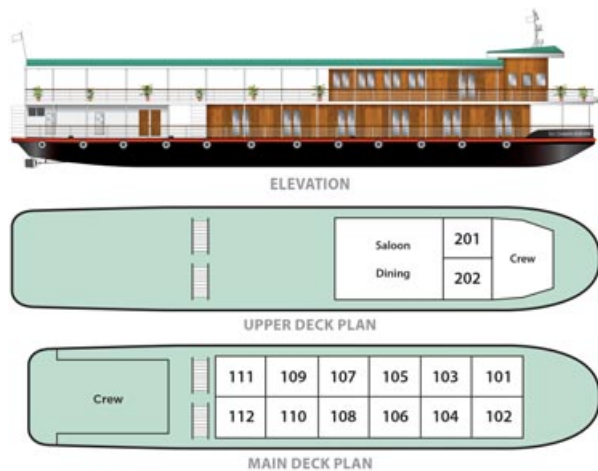 ELEVATION
Saloon
Dining
201
202
Crew
UPPER DECK PLAN
Crew
111 109 107 105 103 101
112 110 108 106 104 102
MAIN DECK PLAN